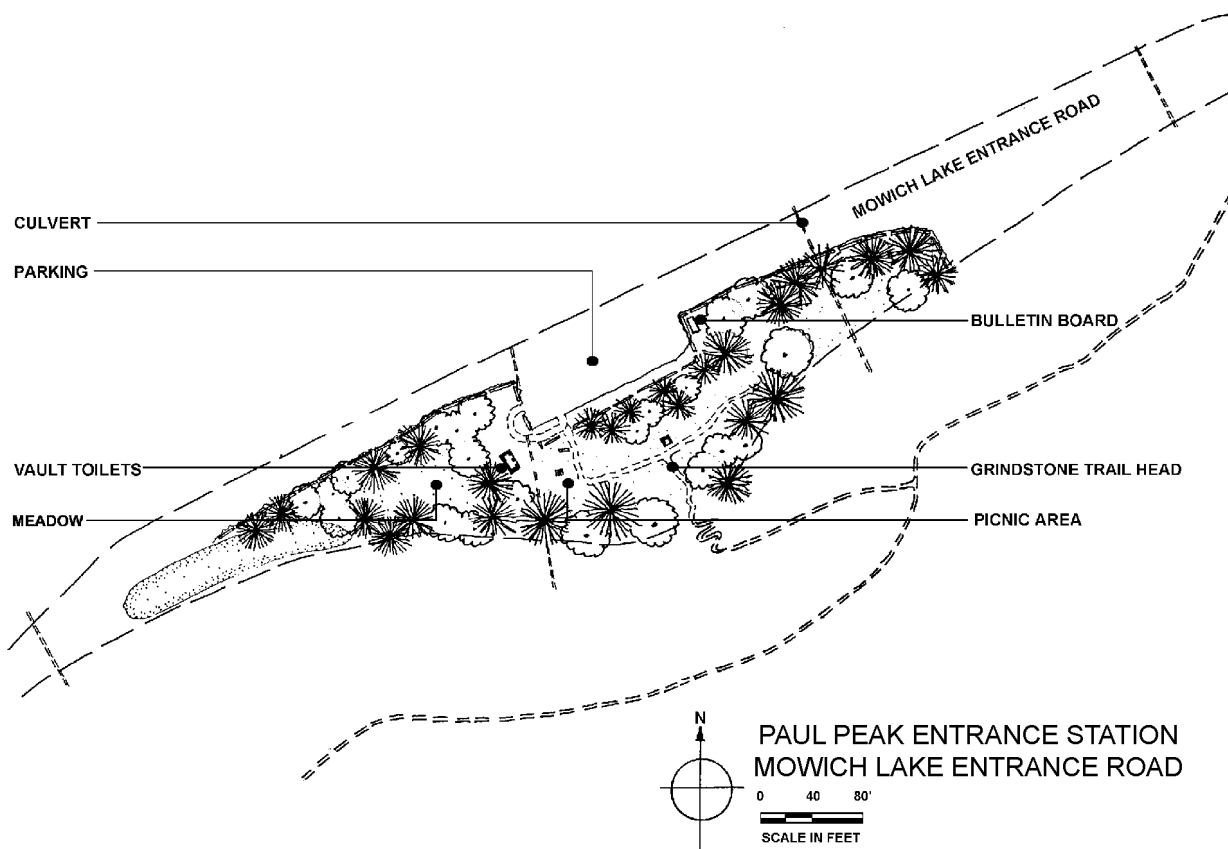 MOWICH LAKE ENTRANCE ROAD
CULVERT
PARKING
BULLETIN BOARD
VAULT TOILETS
GRINDSTONE TRAIL HEAD
MEADOW
PICNIC AREA
N
PAUL PEAK ENTRANCE STATION
MOWICH LAKE ENTRANCE ROAD
0 40 80'
SCALE IN FEET